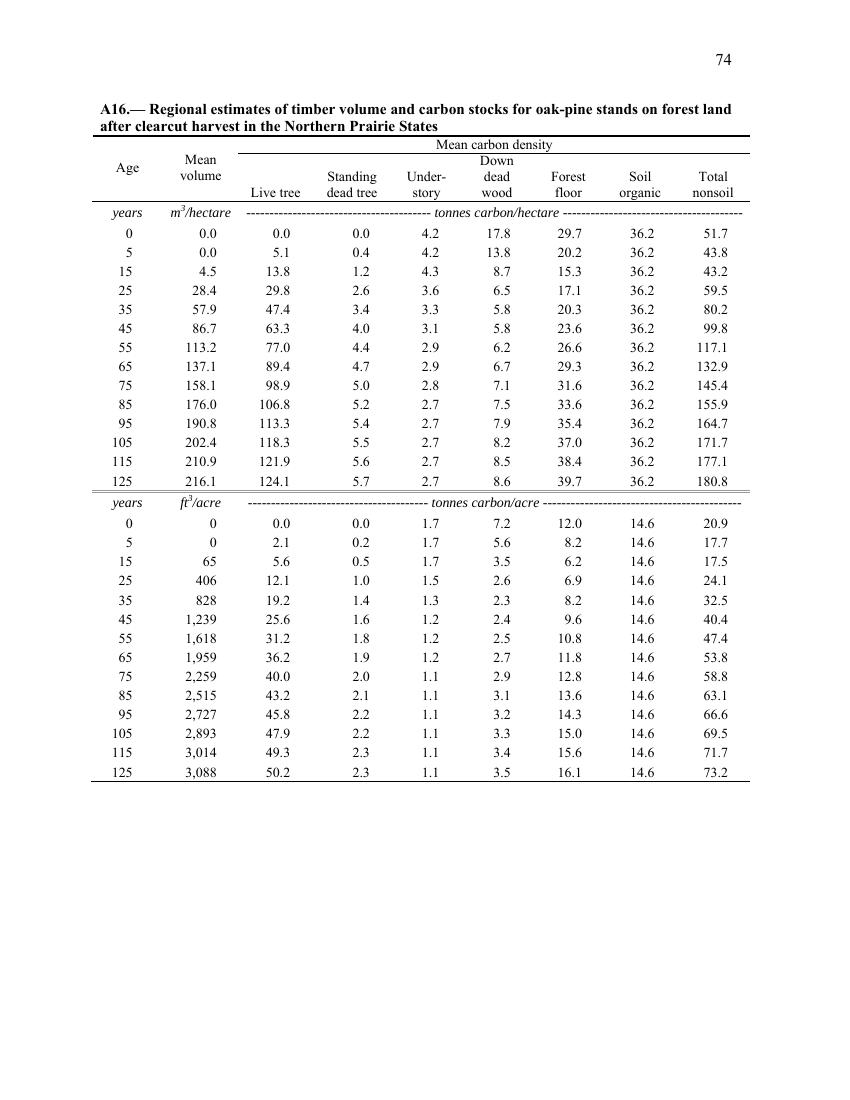 74
A16.— Regional estimates of timber volume and carbon stocks for oak-pine stands on forest land
after clearcut harvest in the Northern Prairie States
Mean carbon density
Age Mean volume Live tree Standing dead tree Under-story Down dead wood Forest floor Soil organic Total nonsoil
years m³/hectare ---------------------------------------- tonnes carbon/hectare ---------------------------------------
0 0.0 0.0 0.0 4.2 17.8 29.7 36.2 51.7
5 0.0 5.1 0.4 4.2 13.8 20.2 36.2 43.8
15 4.5 13.8 1.2 4.3 8.7 15.3 36.2 43.2
25 28.4 29.8 2.6 3.6 6.5 17.1 36.2 59.5
35 57.9 47.4 3.4 3.3 5.8 20.3 36.2 80.2
45 86.7 63.3 4.0 3.1 5.8 23.6 36.2 99.8
55 113.2 77.0 4.4 2.9 6.2 26.6 36.2 117.1
65 137.1 89.4 4.7 2.9 6.7 29.3 36.2 132.9
75 158.1 98.9 5.0 2.8 7.1 31.6 36.2 145.4
85 176.0 106.8 5.2 2.7 7.5 33.6 36.2 155.9
95 190.8 113.3 5.4 2.7 7.9 35.4 36.2 164.7
105 202.4 118.3 5.5 2.7 8.2 37.0 36.2 171.7
115 210.9 121.9 5.6 2.7 8.5 38.4 36.2 177.1
125 216.1 124.1 5.7 2.7 8.6 39.7 36.2 180.8
years ft³/acre --------------------------------------- tonnes carbon/acre -------------------------------------------
0 0 0.0 0.0 1.7 7.2 12.0 14.6 20.9
5 0 2.1 0.2 1.7 5.6 8.2 14.6 17.7
15 65 5.6 0.5 1.7 3.5 6.2 14.6 17.5
25 406 12.1 1.0 1.5 2.6 6.9 14.6 24.1
35 828 19.2 1.4 1.3 2.3 8.2 14.6 32.5
45 1,239 25.6 1.6 1.2 2.4 9.6 14.6 40.4
55 1,618 31.2 1.8 1.2 2.5 10.8 14.6 47.4
65 1,959 36.2 1.9 1.2 2.7 11.8 14.6 53.8
75 2,259 40.0 2.0 1.1 2.9 12.8 14.6 58.8
85 2,515 43.2 2.1 1.1 3.1 13.6 14.6 63.1
95 2,727 45.8 2.2 1.1 3.2 14.3 14.6 66.6
105 2,893 47.9 2.2 1.1 3.3 15.0 14.6 69.5
115 3,014 49.3 2.3 1.1 3.4 15.6 14.6 71.7
125 3,088 50.2 2.3 1.1 3.5 16.1 14.6 73.2